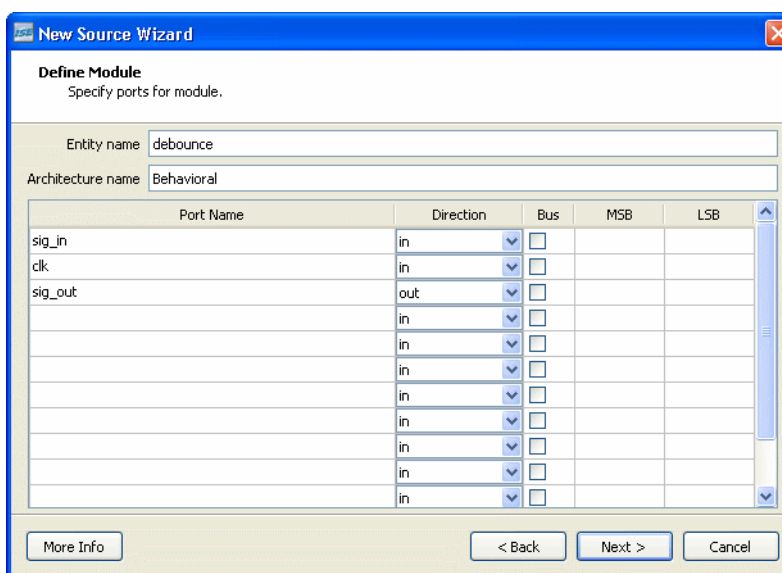 ISE New Source Wizard
Define Module
Specify ports for module.
Entity name debounce
Architecture name Behavioral
Port Name Direction Bus MSB LSB
sig_in in
clk in
sig_out out
in
in
in
in
in
in
in
in
More Info < Back Next > Cancel